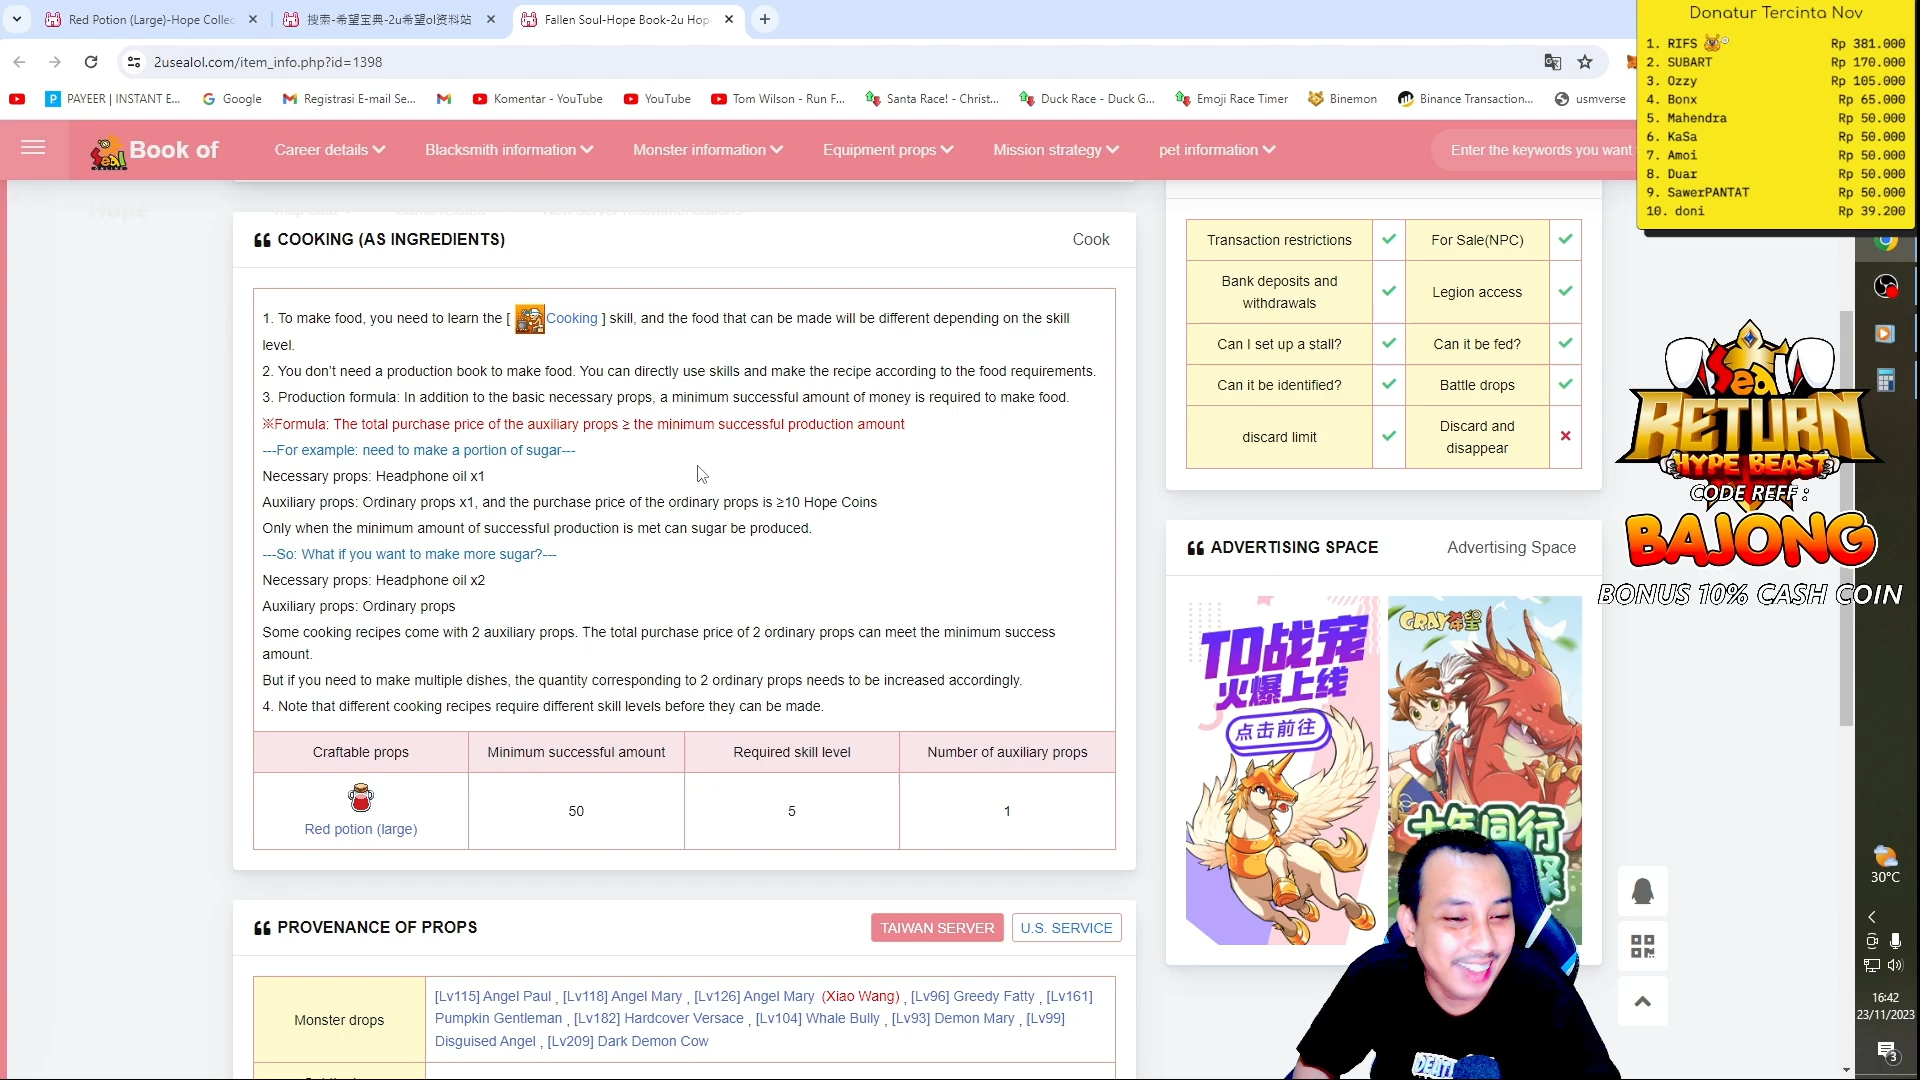 Red Potion (Large)-Hope Collec
搜索-希望宝典-2u希望ol资料站
Fallen Soul-Hope Book-2u Hop
2usealol.com/item_info.php?id=1398
PAYEER | INSTANT E...
Google
Registrasi E-mail Se...
Komentar - YouTube
YouTube
Tom Wilson - Run F...
Santa Race! - Christ...
Duck Race - Duck G...
Emoji Race Timer
Binemon
Binance Transaction...
usmverse
Donatur Tercinta Nov
1. RIFS Rp 381.000
2. SUBART Rp 170.000
3. Ozzy Rp 105.000
4. Bonx Rp 65.000
5. Mahendra Rp 50.000
6. KaSa Rp 50.000
7. Amoi Rp 50.000
8. Duar Rp 50.000
9. SawerPANTAT Rp 50.000
10. doni Rp 39.200
Seal ONLINE
Book of
Hope
Career details
Blacksmith information
Monster information
Equipment props
Mission strategy
pet information
Enter the keywords you want
COOKING (AS INGREDIENTS)
Cook
1. To make food, you need to learn the [ Cooking ] skill, and the food that can be made will be different depending on the skill
level.
2. You don't need a production book to make food. You can directly use skills and make the recipe according to the food requirements.
3. Production formula: In addition to the basic necessary props, a minimum successful amount of money is required to make food.
※Formula: The total purchase price of the auxiliary props ≥ the minimum successful production amount
---For example: need to make a portion of sugar---
Necessary props: Headphone oil x1
Auxiliary props: Ordinary props x1, and the purchase price of the ordinary props is ≥10 Hope Coins
Only when the minimum amount of successful production is met can sugar be produced.
---So: What if you want to make more sugar?---
Necessary props: Headphone oil x2
Auxiliary props: Ordinary props
Some cooking recipes come with 2 auxiliary props. The total purchase price of 2 ordinary props can meet the minimum success
amount.
But if you need to make multiple dishes, the quantity corresponding to 2 ordinary props needs to be increased accordingly.
4. Note that different cooking recipes require different skill levels before they can be made.
Craftable props
Minimum successful amount
Required skill level
Number of auxiliary props
Red potion (large)
50
5
1
PROVENANCE OF PROPS
TAIWAN SERVER
U.S. SERVICE
Monster drops
[Lv115] Angel Paul , [Lv118] Angel Mary , [Lv126] Angel Mary (Xiao Wang) , [Lv96] Greedy Fatty , [Lv161]
Pumpkin Gentleman , [Lv182] Hardcover Versace , [Lv104] Whale Bully , [Lv93] Demon Mary , [Lv99]
Disguised Angel , [Lv209] Dark Demon Cow
Transaction restrictions
For Sale(NPC)
Bank deposits and
withdrawals
Legion access
Can I set up a stall?
Can it be fed?
Can it be identified?
Battle drops
discard limit
Discard and
disappear
ADVERTISING SPACE
Advertising Space
TD战宠
火爆上线
点击前往
GRAY希望
十年同行
Seal
RETURN
HYPE BEAST
CODE REFF :
BAJONG
BONUS 10% CASH COIN
30°C
16:42
23/11/2023
3